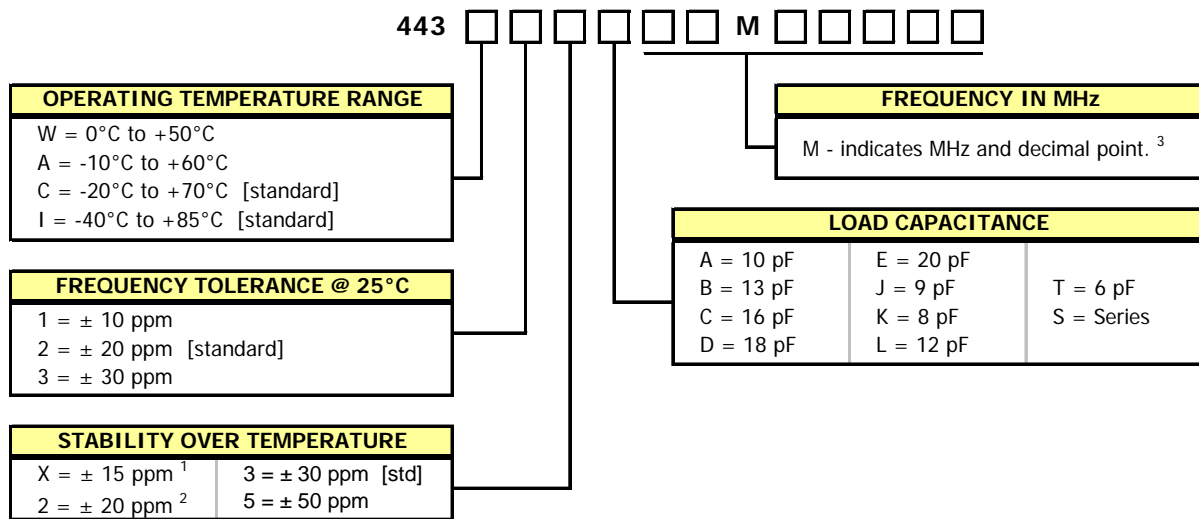 443 M
OPERATING TEMPERATURE RANGE
W = 0°C to +50°C
A = -10°C to +60°C
C = -20°C to +70°C [standard]
I = -40°C to +85°C [standard]
FREQUENCY TOLERANCE @ 25°C
1 = ± 10 ppm
2 = ± 20 ppm [standard]
3 = ± 30 ppm
STABILITY OVER TEMPERATURE
X = ± 15 ppm 1
2 = ± 20 ppm 2
3 = ± 30 ppm [std]
5 = ± 50 ppm
FREQUENCY IN MHz
M - indicates MHz and decimal point. 3
LOAD CAPACITANCE
A = 10 pF
B = 13 pF
C = 16 pF
D = 18 pF
E = 20 pF
J = 9 pF
K = 8 pF
L = 12 pF
T = 6 pF
S = Series